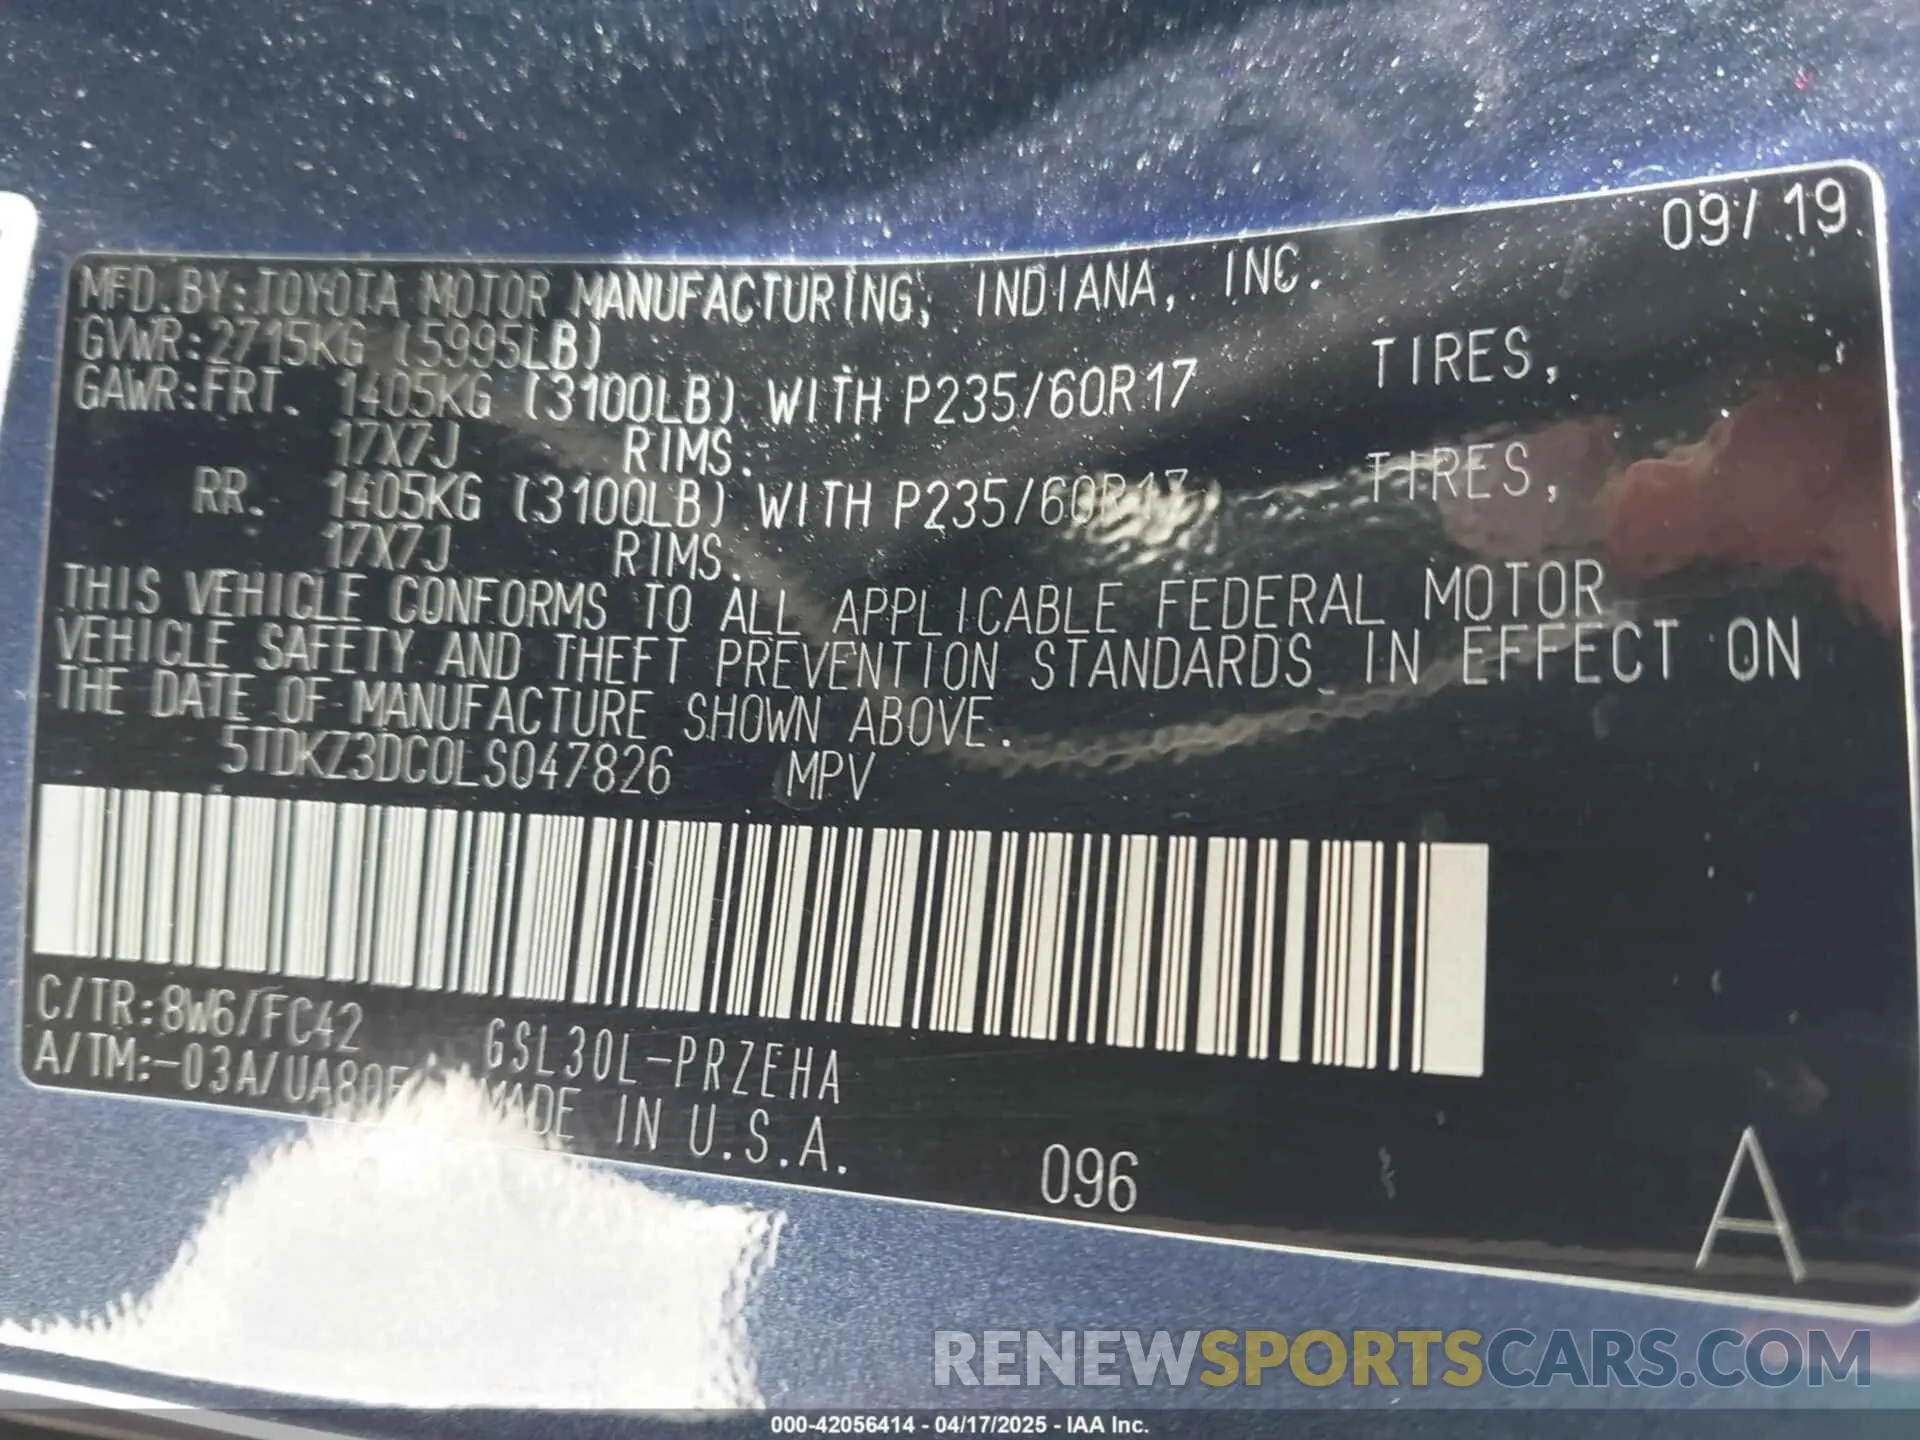 09/19
MFD.BY:TOYOTA MOTOR MANUFACTURING, INDIANA, INC.
GVWR:2715KG (5995LB)
GAWR:FRT. 1405KG (3100LB) WITH P235/60R17 TIRES,
17X7J RIMS.
RR. 1405KG (3100LB) WITH P235/60R17 TIRES,
17X7J RIMS.
THIS VEHICLE CONFORMS TO ALL APPLICABLE FEDERAL MOTOR
VEHICLE SAFETY AND THEFT PREVENTION STANDARDS IN EFFECT ON
THE DATE OF MANUFACTURE SHOWN ABOVE.
5TDKZ3DC0LS047826 MPV
C/TR:8W6/FC42 GSL30L-PRZEHA
A/TM:-03A/ MADE IN U.S.A.
096
A
RENEWSPORTSCARS.COM
000-42056414 - 04/17/2025 - IAA Inc.